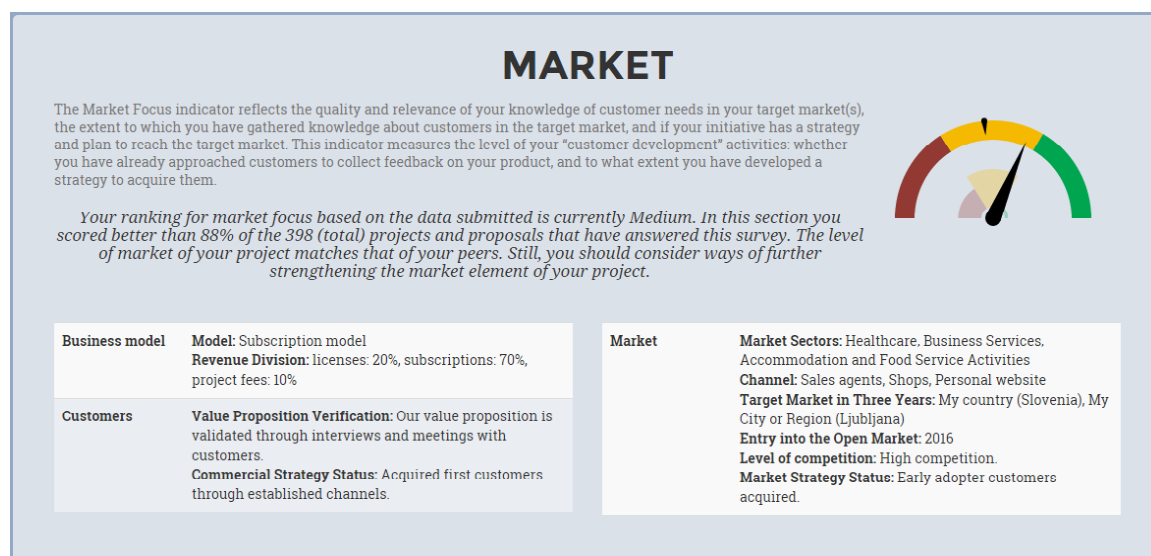 MARKET
The Market Focus indicator reflects the quality and relevance of your knowledge of customer needs in your target market(s),
the extent to which you have gathered knowledge about customers in the target market, and if your initiative has a strategy
and plan to reach the target market. This indicator measures the level of your "customer development" activities: whether
you have already approached customers to collect feedback on your product, and to what extent you have developed a
strategy to acquire them.
Your ranking for market focus based on the data submitted is currently Medium. In this section you
scored better than 88% of the 398 (total) projects and proposals that have answered this survey. The level
of market of your project matches that of your peers. Still, you should consider ways of further
strengthening the market element of your project.
Business model
Model: Subscription model
Revenue Division: licenses: 20%, subscriptions: 70%,
project fees: 10%
Customers
Value Proposition Verification: Our value proposition is
validated through interviews and meetings with
customers.
Commercial Strategy Status: Acquired first customers
through established channels.
Market
Market Sectors: Healthcare, Business Services,
Accommodation and Food Service Activities
Channel: Sales agents, Shops, Personal website
Target Market in Three Years: My country (Slovenia), My
City or Region (Ljubljana)
Entry into the Open Market: 2016
Level of competition: High competition.
Market Strategy Status: Early adopter customers
acquired.